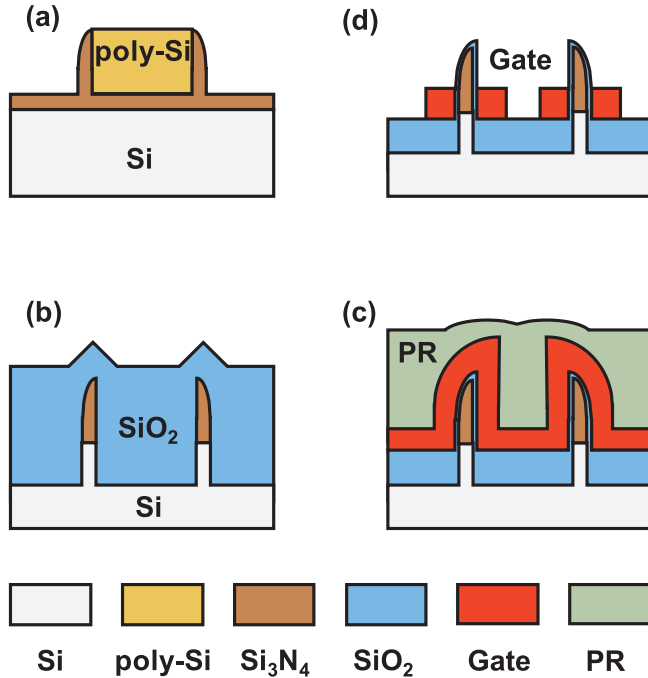 (a)
poly-Si
Si
(d)
Gate
(b)
SiO₂
Si
(c)
PR
Si
poly-Si
Si₃N₄
SiO₂
Gate
PR